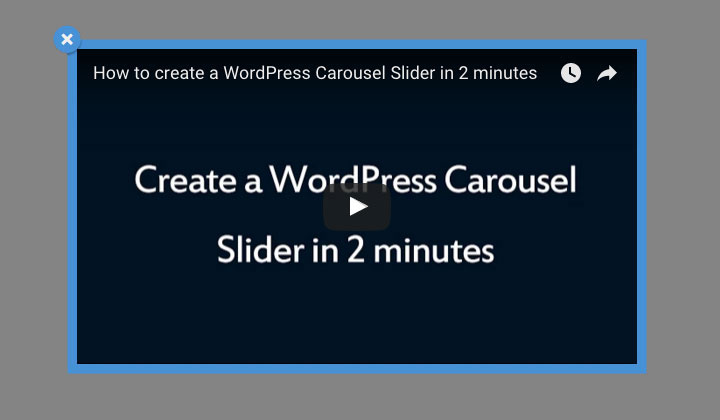 How to create a WordPress Carousel Slider in 2 minutes
Create a WordPress Carousel
Slider in 2 minutes